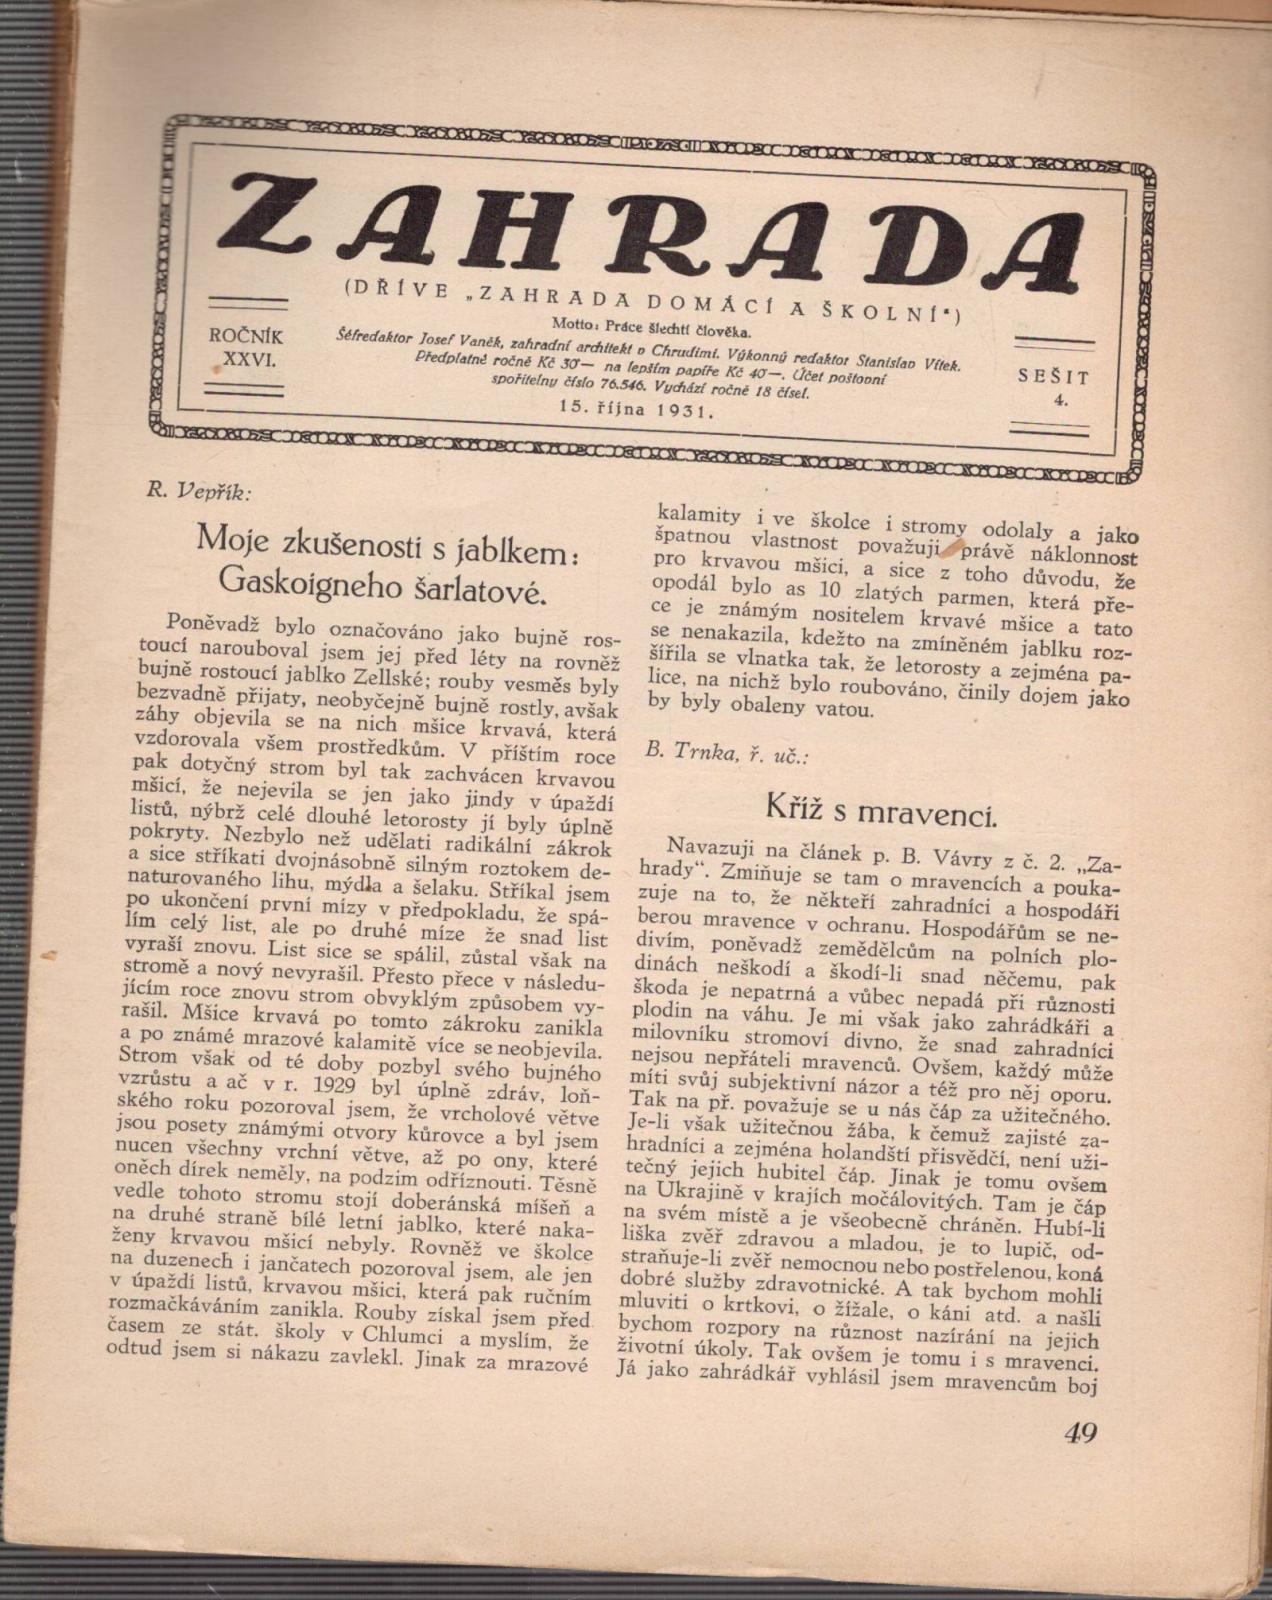 ZAHRADA
(DŘÍVE „ZAHRADA DOMÁCÍ A ŠKOLNÍ“)
Motto: Práce šlechtí člověka.
ROČNÍK
XXVI.
Šéfredaktor Josef Vaněk, zahradní architekt v Chrudimi. Výkonný redaktor Stanislav Vítek.
Předplatné ročně Kč 30— na lepším papíře Kč 40—. Účet poštovní
spořitelny číslo 76.546. Vychází ročně 18 čísel.
15. října 1931.
SEŠIT
4.
R. Vepřík:
Moje zkušenosti s jablkem:
Gaskoigneho šarlatové.
Poněvadž bylo označováno jako bujně ros-
toucí narouboval jsem jej před léty na rovněž
bujně rostoucí jablko Zellské; rouby vesměs byly
bezvadně přijaty, neobyčejně bujně rostly, avšak
záhy objevila se na nich mšice krvavá, která
vzdorovala všem prostředkům. V příštím roce
pak dotyčný strom byl tak zachvácen krvavou
mšicí, že nejevila se jen jako jindy v úpaždí
listů, nýbrž celé dlouhé letorosty jí byly úplně
pokryty. Nezbylo než udělati radikální zákrok
a sice stříkati dvojnásobně silným roztokem de-
naturovaného lihu, mýdla a šelaku. Stříkal jsem
po ukončení první mízy v předpokladu, že spá-
lím celý list, ale po druhé míze že snad list
vyraší znovu. List sice se spálil, zůstal však na
stromě a nový nevyrašil. Přesto přece v následu-
jícím roce znovu strom obvyklým způsobem vy-
rašil. Mšice krvavá po tomto zákroku zanikla
a po známé mrazové kalamitě více se neobjevila.
Strom však od té doby pozbyl svého bujného
vzrůstu a ač v r. 1929 byl úplně zdráv, loň-
ského roku pozoroval jsem, že vrcholové větve
jsou posety známými otvory kůrovce a byl jsem
nucen všechny vrchní větve, až po ony, které
oněch dírek neměly, na podzim odříznouti. Těsně
vedle tohoto stromu stojí doberánská míšeň a
na druhé straně bílé letní jablko, které naka-
ženy krvavou mšicí nebyly. Rovněž ve školce
na duzenech i jančatech pozoroval jsem, ale jen
v úpaždí listů, krvavou mšici, která pak ručním
rozmačkáváním zanikla. Rouby získal jsem před
časem ze stát. školy v Chlumci a myslím, že
odtud jsem si nákazu zavlekl. Jinak za mrazové
kalamity i ve školce i stromy odolaly a jako
špatnou vlastnost považuji právě náklonnost
pro krvavou mšici, a sice z toho důvodu, že
opodál bylo as 10 zlatých parmen, která pře-
ce je známým nositelem krvavé mšice a tato
se nenakazila, kdežto na zmíněném jablku roz-
šířila se vlnatka tak, že letorosty a zejména pa-
lice, na nichž bylo roubováno, činily dojem jako
by byly obaleny vatou.
B. Trnka, ř. uč.:
Kříž s mravenci.
Navazuji na článek p. B. Vávry z č. 2. „Za-
hrady“. Zmiňuje se tam o mravencích a pouka-
zuje na to, že někteří zahradníci a hospodáři
berou mravence v ochranu. Hospodářům se ne-
divím, poněvadž zemědělcům na polních plo-
dinách neškodí a škodí-li snad něčemu, pak
škoda je nepatrná a vůbec nepadá při různosti
plodin na váhu. Je mi však jako zahrádkáři a
milovníku stromoví divno, že snad zahradníci
nejsou nepřáteli mravenců. Ovšem, každý může
míti svůj subjektivní názor a též pro něj oporu.
Tak na př. považuje se u nás čáp za užitečného.
Je-li však užitečnou žába, k čemuž zajisté za-
hradníci a zejména holandští přisvědčí, není uži-
tečný jejich hubitel čáp. Jinak je tomu ovšem
na Ukrajině v krajích močálovitých. Tam je čáp
na svém místě a je všeobecně chráněn. Hubí-li
liška zvěř zdravou a mladou, je to lupič, od-
straňuje-li zvěř nemocnou nebo postřelenou, koná
dobré služby zdravotnické. A tak bychom mohli
mluviti o krtkovi, o žížale, o káni atd. a našli
bychom rozpory na různost nazírání na jejich
životní úkoly. Tak ovšem je tomu i s mravenci.
Já jako zahrádkář vyhlásil jsem mravencům boj
49